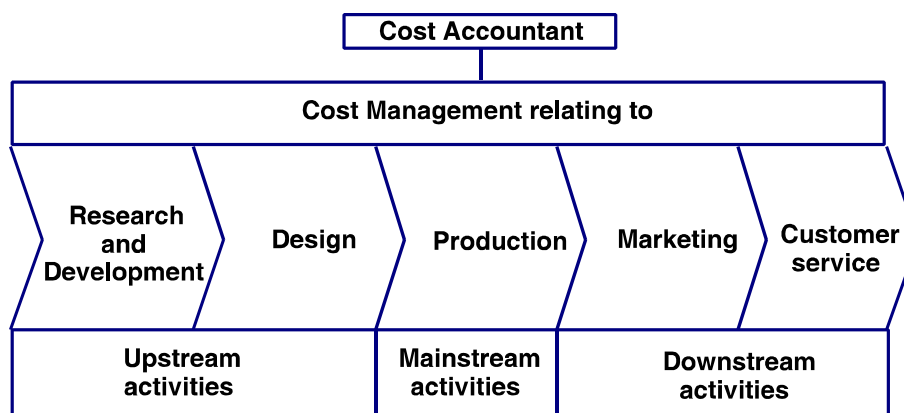 Cost Accountant
Cost Management relating to
Research
and
Development
Design
Production
Marketing
Customer
service
Upstream
activities
Mainstream
activities
Downstream
activities